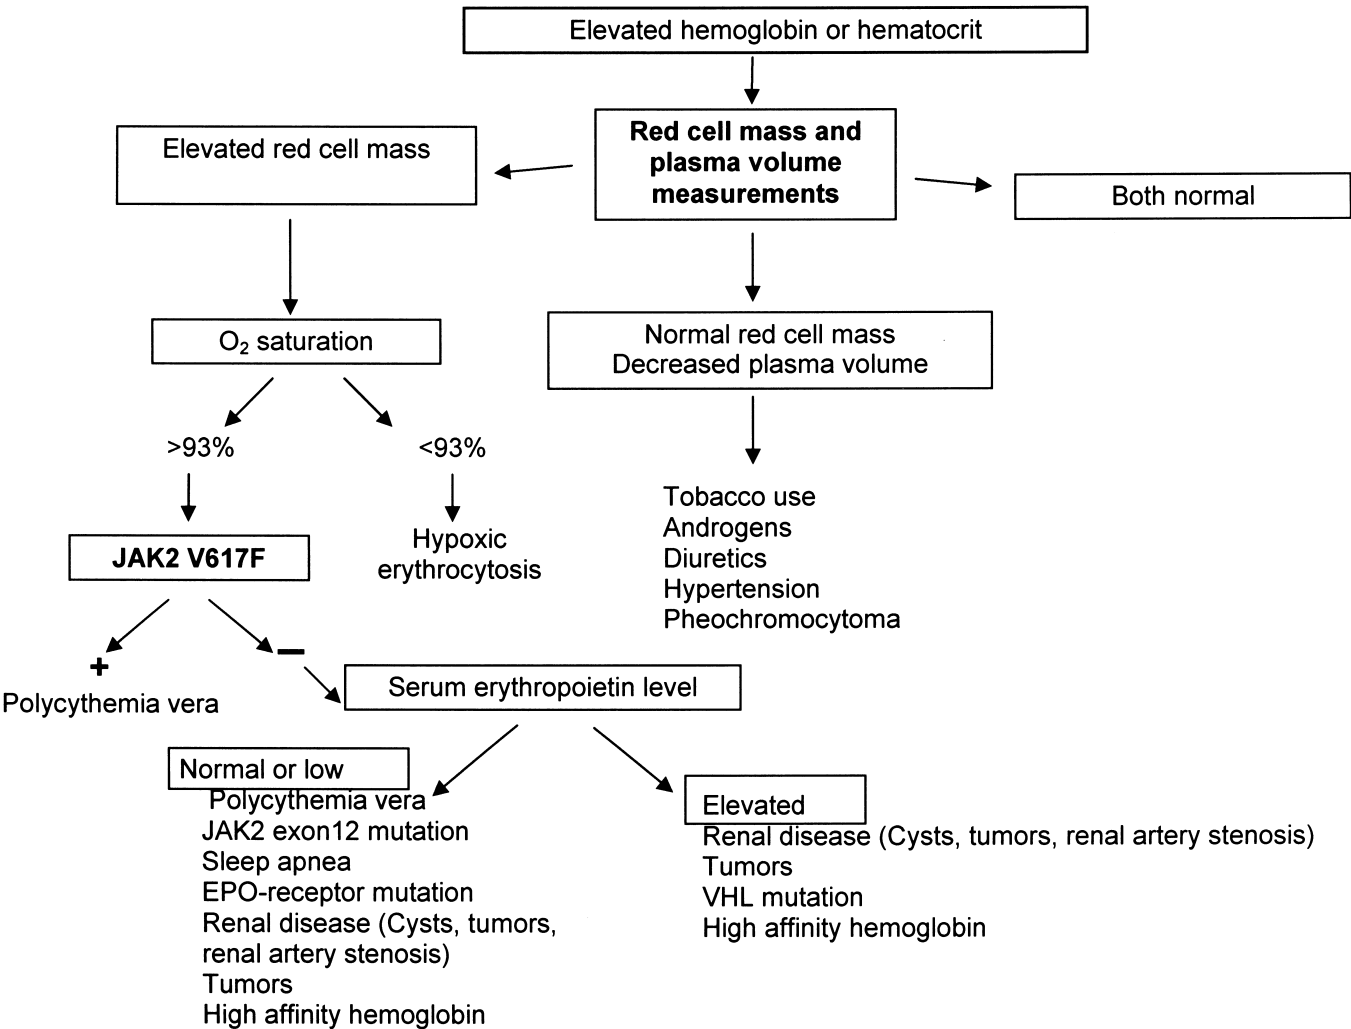 Elevated hemoglobin or hematocrit
Red cell mass and
plasma volume
measurements
Elevated red cell mass
Both normal
O₂ saturation
Normal red cell mass
Decreased plasma volume
>93%
<93%
Tobacco use
Androgens
Diuretics
Hypertension
Pheochromocytoma
JAK2 V617F
Hypoxic
erythrocytosis
+
−
Polycythemia vera
Serum erythropoietin level
Normal or low
Polycythemia vera
JAK2 exon12 mutation
Sleep apnea
EPO-receptor mutation
Renal disease (Cysts, tumors,
renal artery stenosis)
Tumors
High affinity hemoglobin
Elevated
Renal disease (Cysts, tumors, renal artery stenosis)
Tumors
VHL mutation
High affinity hemoglobin